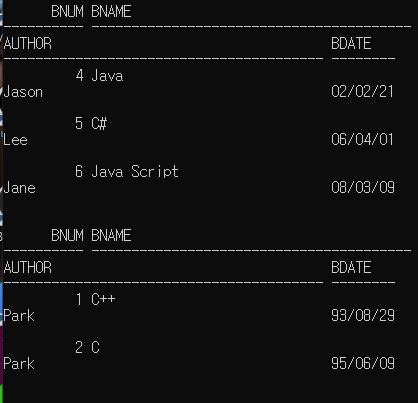 BNUM BNAME
AUTHOR BDATE
4 Java
Jason 02/02/21
5 C#
Lee 06/04/01
6 Java Script
Jane 08/03/09
BNUM BNAME
AUTHOR BDATE
1 C++
Park 93/08/29
2 C
Park 95/06/09